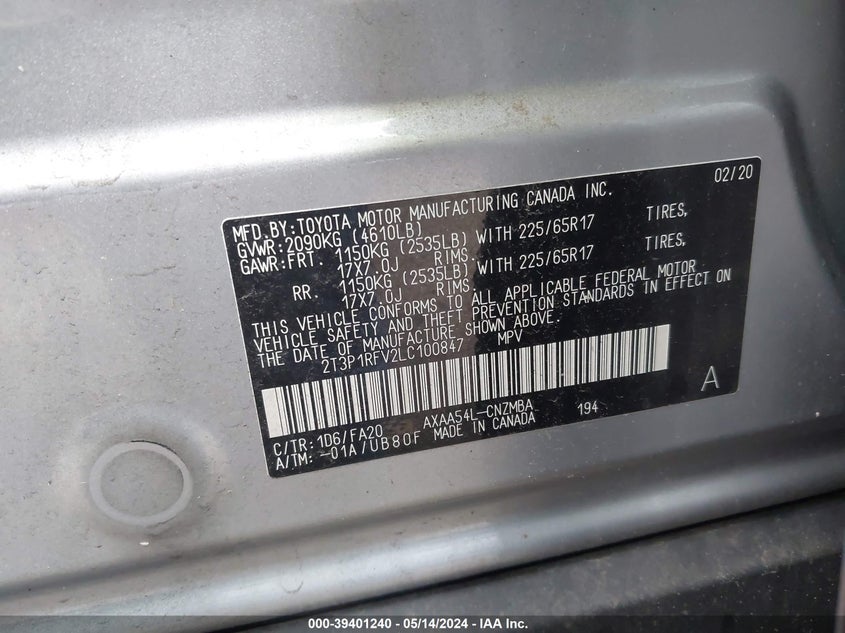 02/20
MFD.BY:TOYOTA MOTOR MANUFACTURING CANADA INC.
GVWR:2090KG (4610LB)
GAWR:FRT. 1150KG (2535LB) WITH 225/65R17 TIRES,
17X7.0J RIMS.
RR. 1150KG (2535LB) WITH 225/65R17 TIRES,
17X7.0J RIMS.
THIS VEHICLE CONFORMS TO ALL APPLICABLE FEDERAL MOTOR
VEHICLE SAFETY AND THEFT PREVENTION STANDARDS IN EFFECT ON
THE DATE OF MANUFACTURE SHOWN ABOVE.
2T3P1RFV2LC100847 MPV
A
C/TR: 1D6/FA20 AXAA54L-CNZMBA 194
A/TM: -01A/UB80F MADE IN CANADA
000-39401240 - 05/14/2024 - IAA Inc.